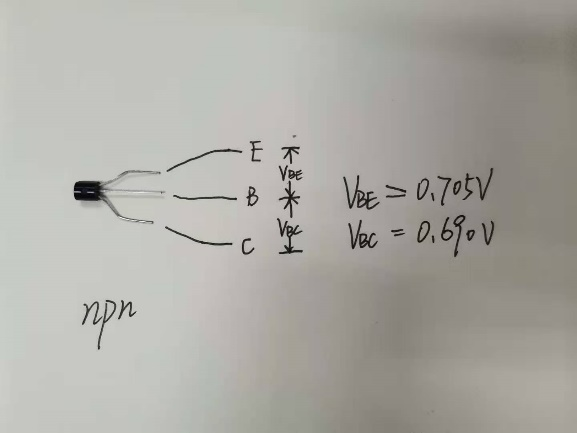 E
VBE
B
VBE = 0.705V
VBC
VBC = 0.690V
C
npn